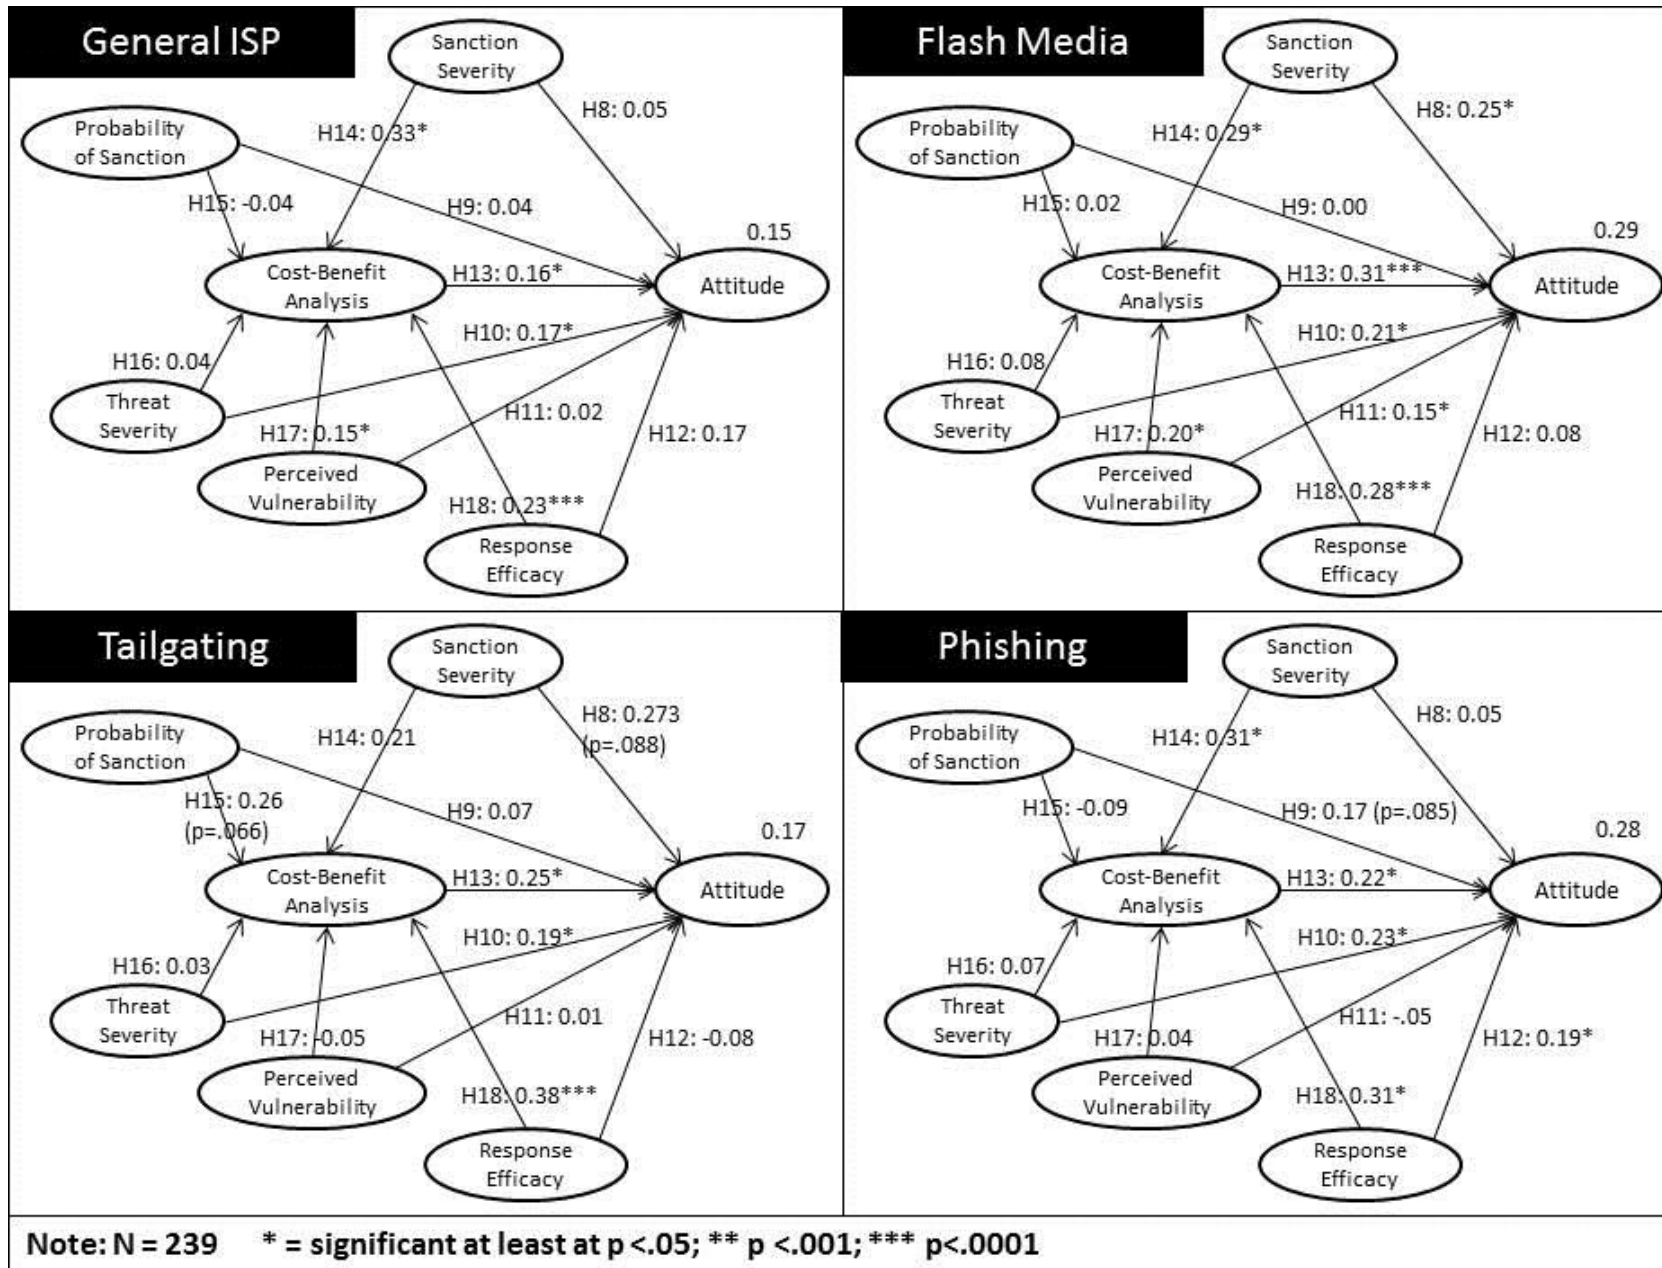 General ISP
Sanction
Severity
Probability
of Sanction
H14: 0.33*
H8: 0.05
H15: -0.04
H9: 0.04
0.15
Cost-Benefit
Analysis
H13: 0.16*
Attitude
H10: 0.17*
H16: 0.04
Threat
Severity
H11: 0.02
H17: 0.15*
H12: 0.17
Perceived
Vulnerability
H18: 0.23***
Response
Efficacy
Flash Media
Sanction
Severity
Probability
of Sanction
H14: 0.29*
H8: 0.25*
H15: 0.02
H9: 0.00
0.29
Cost-Benefit
Analysis
H13: 0.31***
Attitude
H10: 0.21*
H16: 0.08
Threat
Severity
H11: 0.15*
H17: 0.20*
H12: 0.08
Perceived
Vulnerability
H18: 0.28***
Response
Efficacy
Tailgating
Sanction
Severity
Probability
of Sanction
H14: 0.21
H8: 0.273
(p=.088)
H15: 0.26
(p=.066)
H9: 0.07
0.17
Cost-Benefit
Analysis
H13: 0.25*
Attitude
H10: 0.19*
H16: 0.03
Threat
Severity
H11: 0.01
H17: -0.05
H12: -0.08
Perceived
Vulnerability
H18: 0.38***
Response
Efficacy
Phishing
Sanction
Severity
Probability
of Sanction
H14: 0.31*
H8: 0.05
H15: -0.09
H9: 0.17 (p=.085)
0.28
Cost-Benefit
Analysis
H13: 0.22*
Attitude
H10: 0.23*
H16: 0.07
Threat
Severity
H11: -.05
H17: 0.04
H12: 0.19*
Perceived
Vulnerability
H18: 0.31*
Response
Efficacy
Note: N = 239 * = significant at least at p <.05; ** p <.001; *** p<.0001